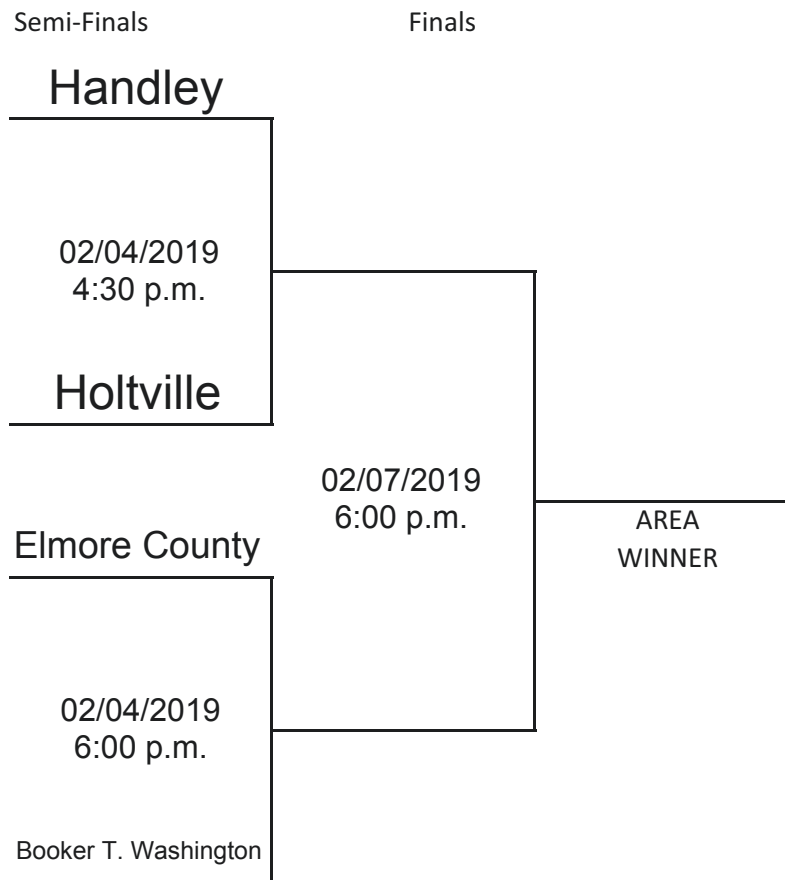 Semi-Finals
Finals
Handley
02/04/2019
4:30 p.m.
Holtville
02/07/2019
6:00 p.m.
AREA
WINNER
Elmore County
02/04/2019
6:00 p.m.
Booker T. Washington